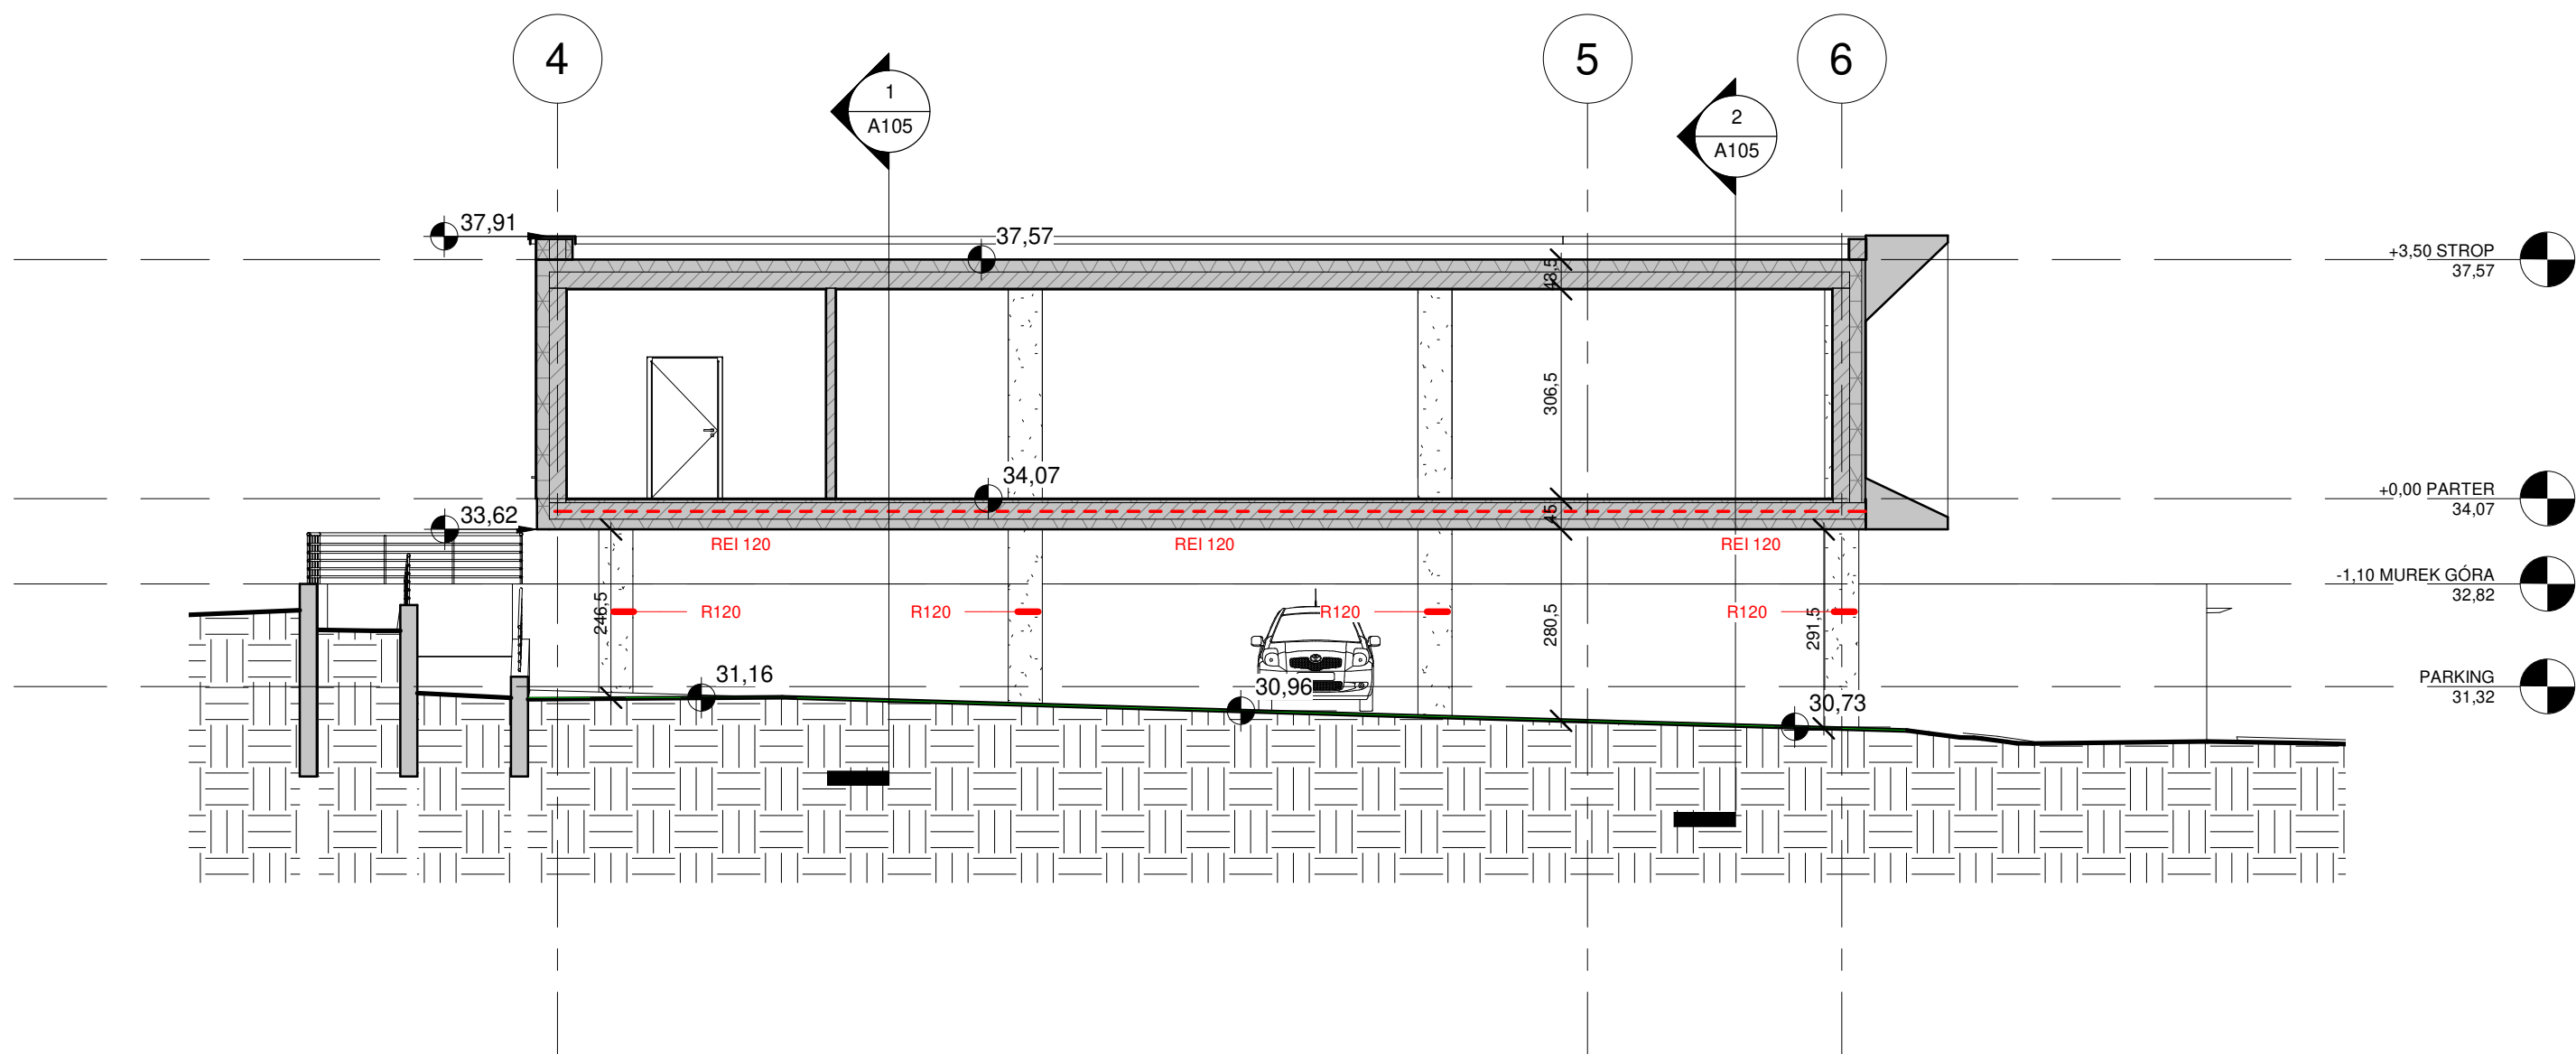 4
5
6
1
A105
2
A105
37,91
37,57
+3,50 STROP
37,57
48,5
306,5
34,07
+0,00 PARTER
34,07
33,62
45
REI 120
REI 120
REI 120
-1,10 MUREK GÓRA
32,82
246,5
R120
R120
R120
R120
280,5
291,5
31,16
30,96
30,73
PARKING
31,32